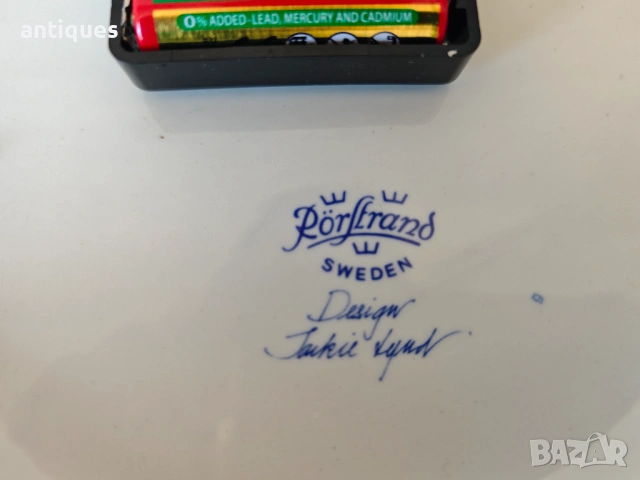 antiques
0% ADDED-LEAD, MERCURY AND CADMIUM
Rörstrand
SWEDEN
Design
Jackie Lynd
BAZAR